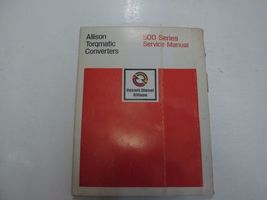 Allison
Torqmatic
Converters
500 Series
Service Manual
Detroit Diesel
Allison